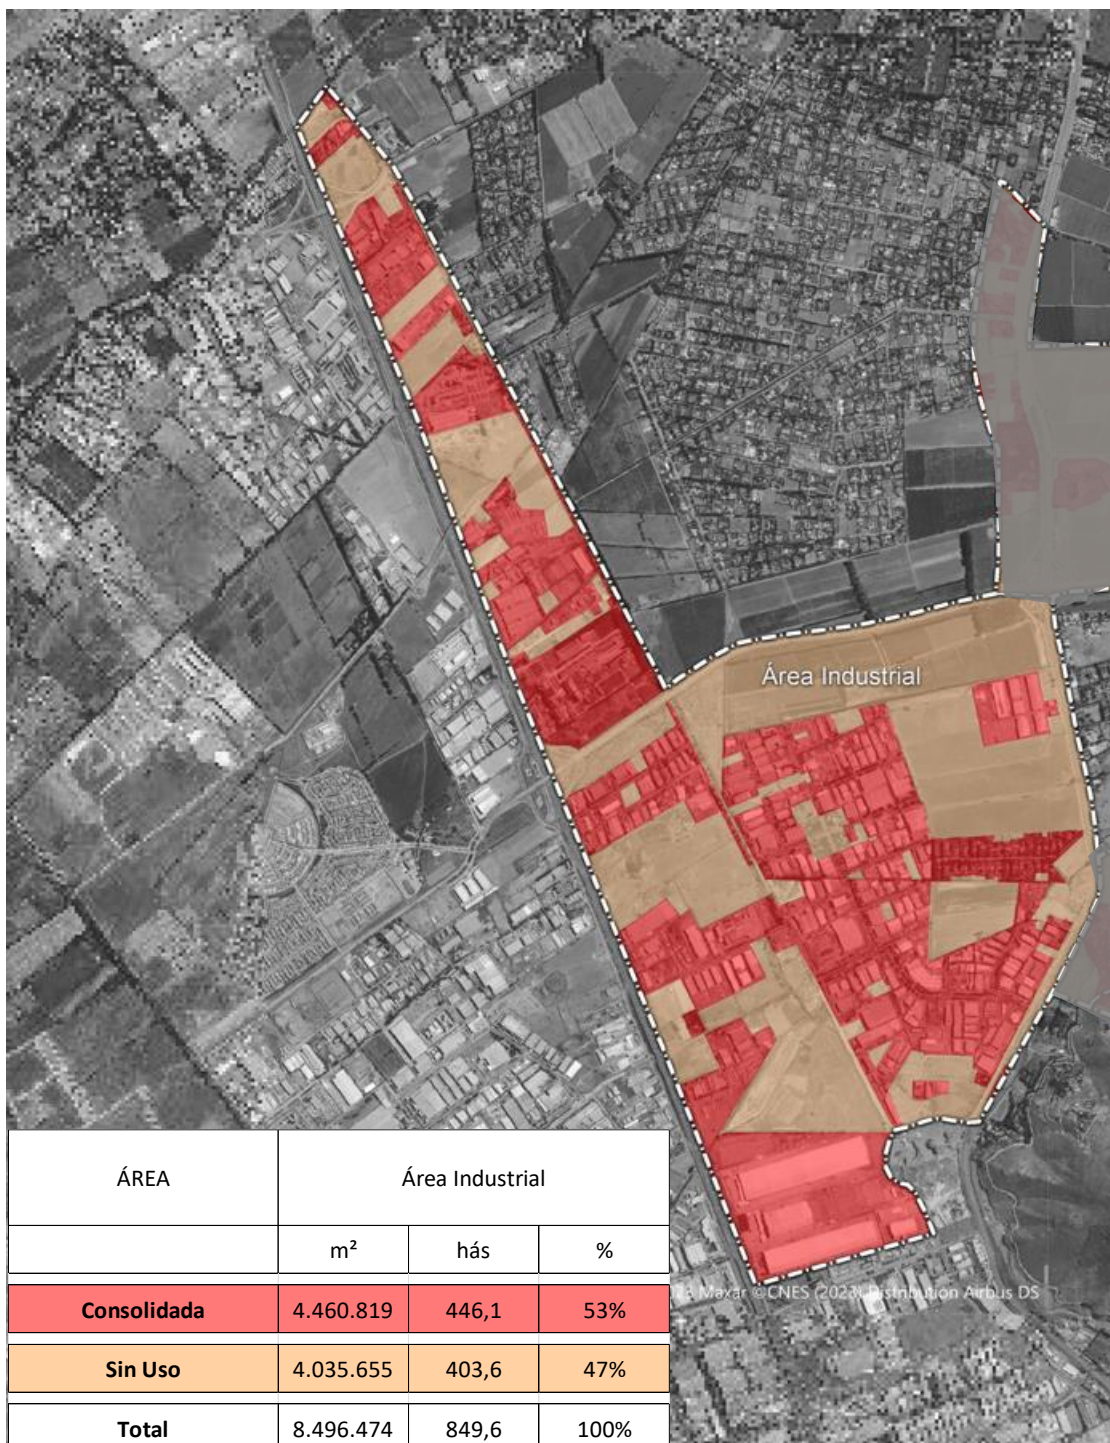 Área Industrial
Maxar ©CNES (2023) Distribution Airbus DS
ÁREA Área Industrial
m² hás %
Consolidada 4.460.819 446,1 53%
Sin Uso 4.035.655 403,6 47%
Total 8.496.474 849,6 100%